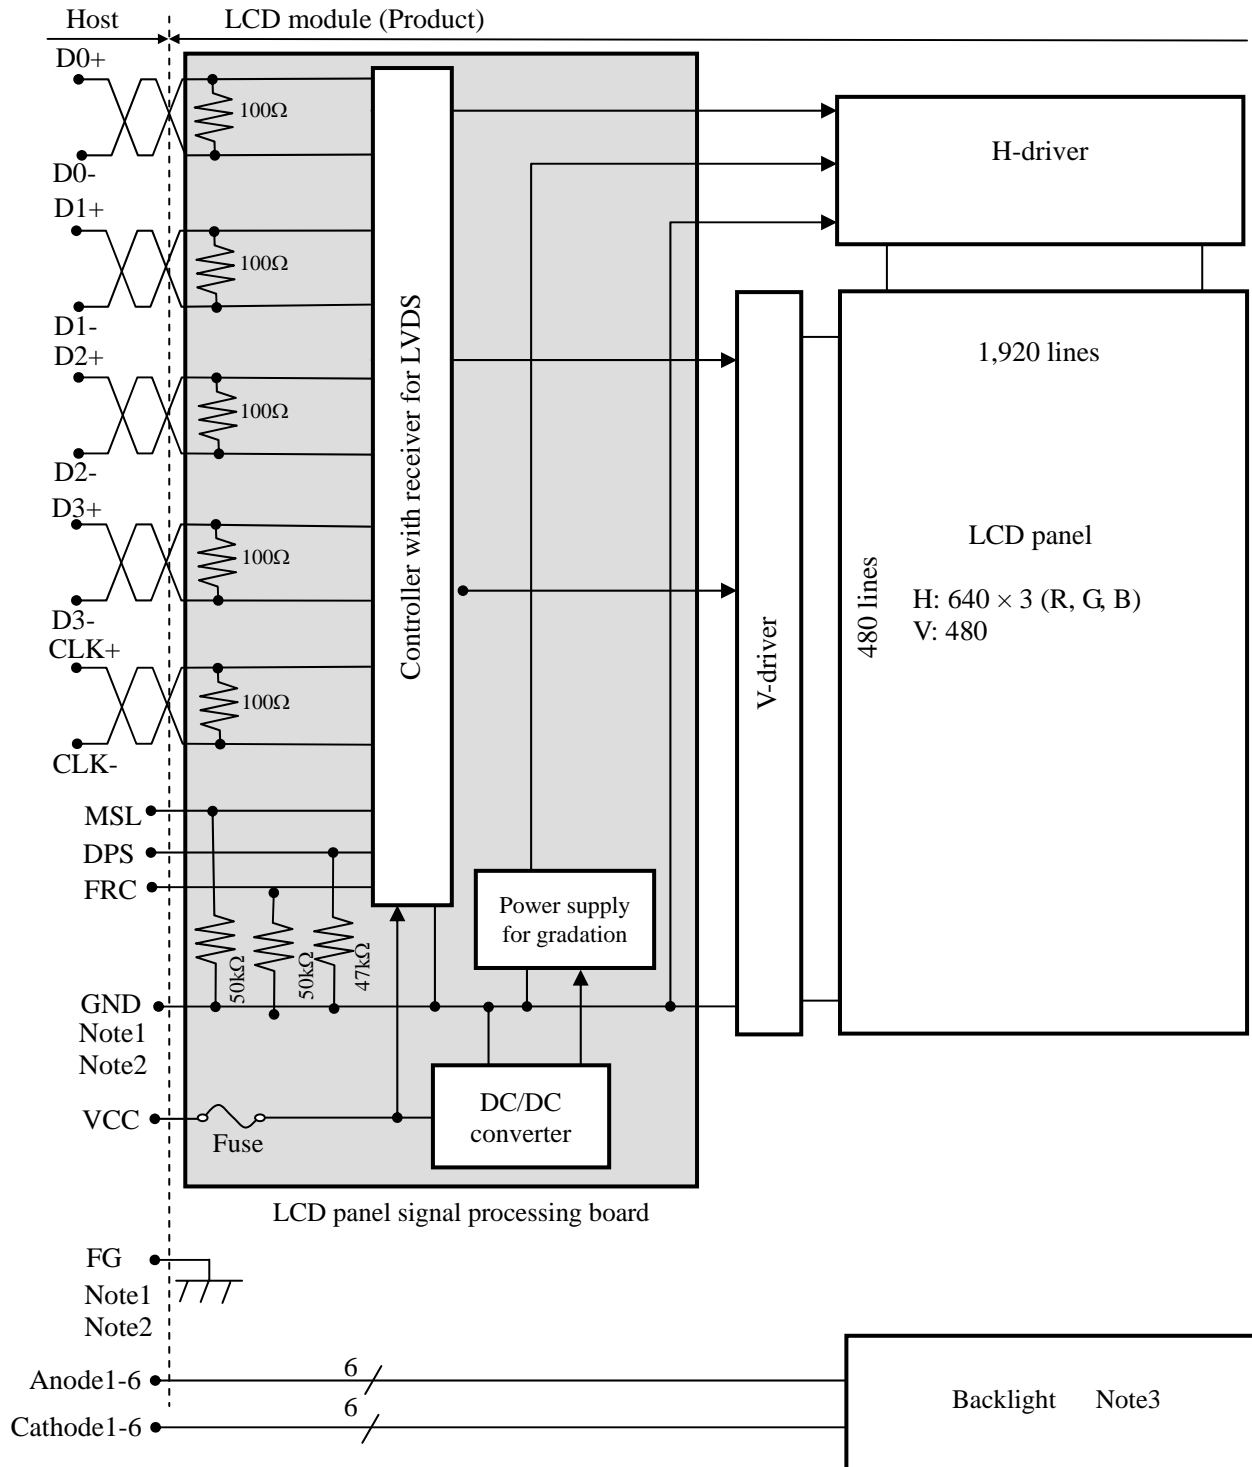 Host
LCD module (Product)
D0+
100Ω
D0-
D1+
100Ω
D1-
D2+
100Ω
D2-
D3+
100Ω
D3-
CLK+
100Ω
CLK-
MSL
DPS
FRC
50kΩ
50kΩ
47kΩ
GND
Note1
Note2
VCC
Fuse
Controller with receiver for LVDS
Power supply
for gradation
DC/DC
converter
LCD panel signal processing board
H-driver
V-driver
1,920 lines
480 lines
LCD panel
H: 640 × 3 (R, G, B)
V: 480
FG
Note1
Note2
Anode1-6
6
Cathode1-6
6
Backlight Note3